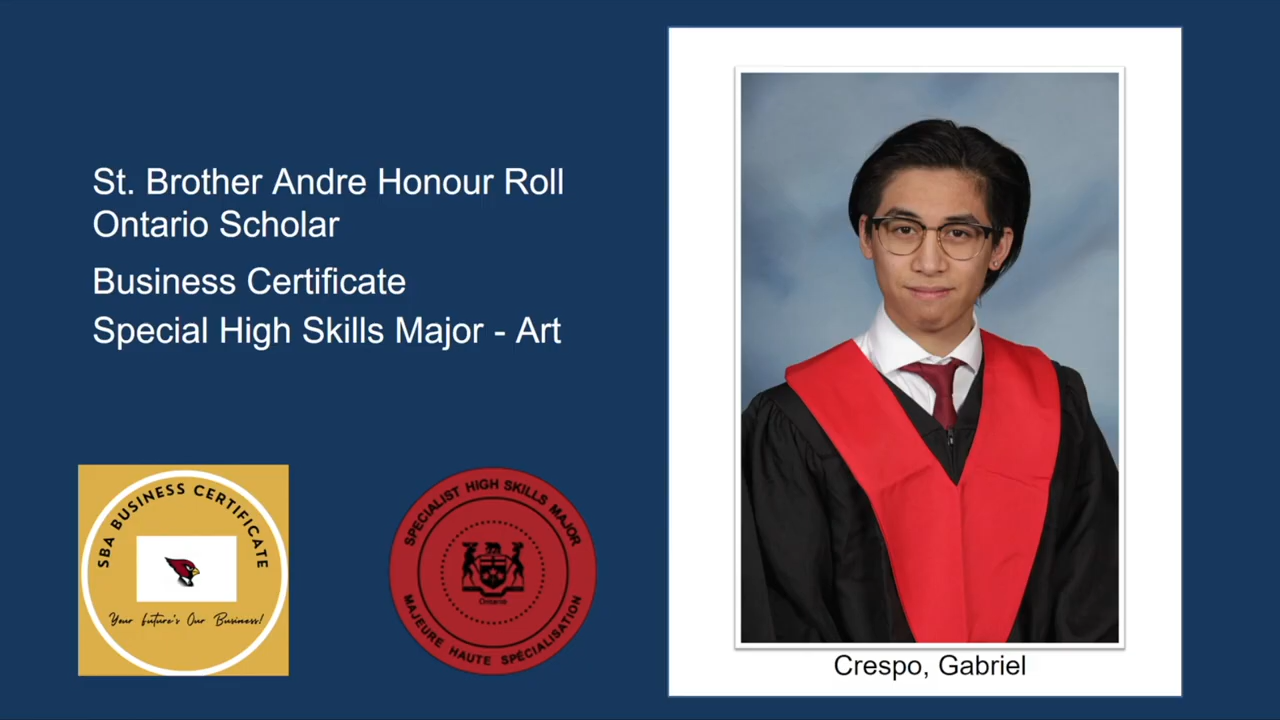 St. Brother Andre Honour Roll
Ontario Scholar
Business Certificate
Special High Skills Major - Art
SBA BUSINESS CERTIFICATE
Your Future's Our Business!
SPECIALIST HIGH SKILLS MAJOR
Ontario
MAJEURE HAUTE SPÉCIALISATION
Crespo, Gabriel